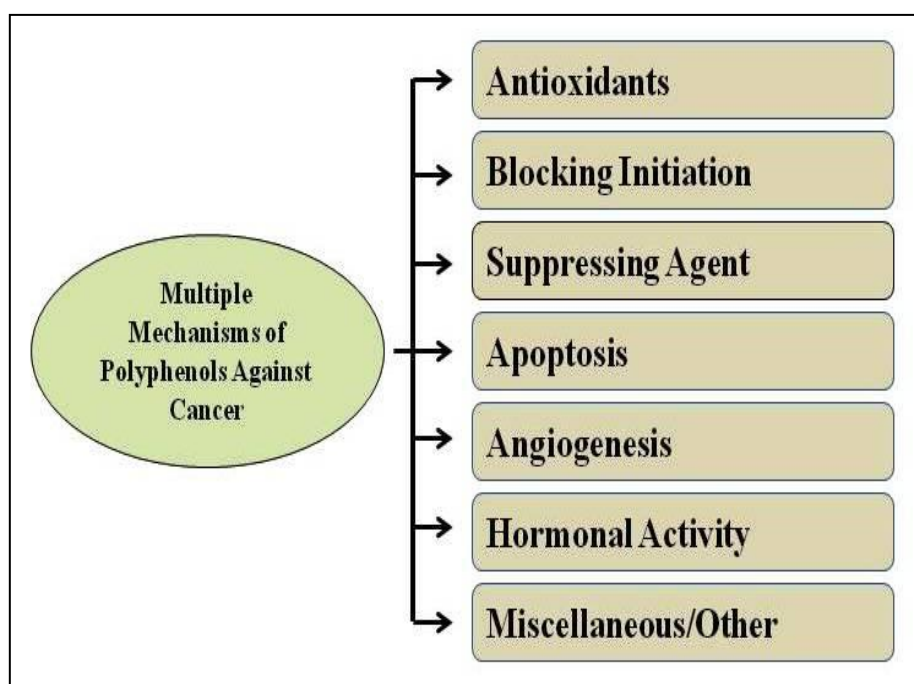 Multiple
Mechanisms of
Polyphenols Against
Cancer
Antioxidants
Blocking Initiation
Suppressing Agent
Apoptosis
Angiogenesis
Hormonal Activity
Miscellaneous/Other